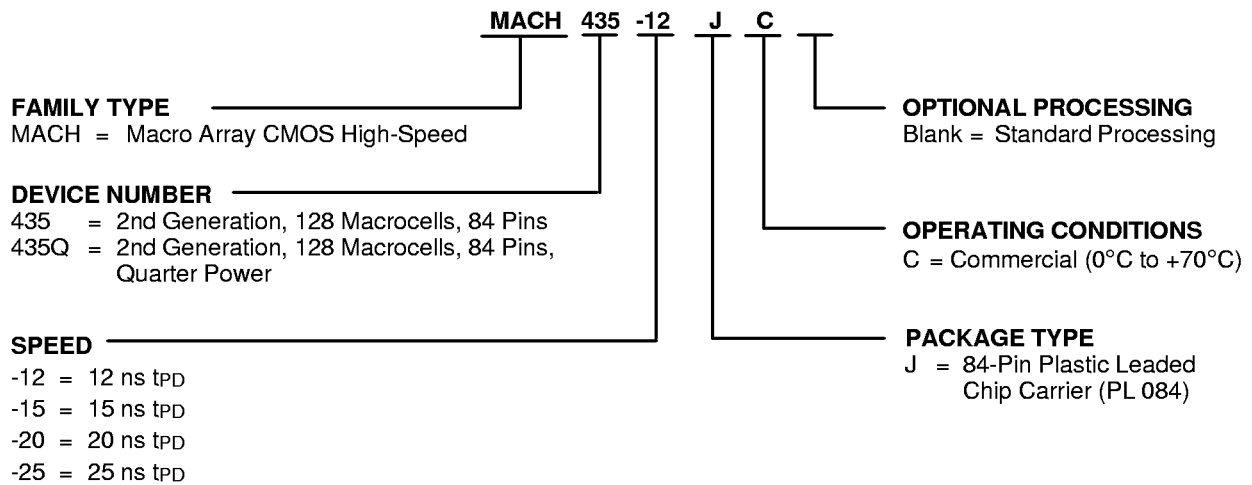 MACH 435 -12 J C
FAMILY TYPE
MACH = Macro Array CMOS High-Speed
DEVICE NUMBER
435 = 2nd Generation, 128 Macrocells, 84 Pins
435Q = 2nd Generation, 128 Macrocells, 84 Pins,
Quarter Power
SPEED
-12 = 12 ns tPD
-15 = 15 ns tPD
-20 = 20 ns tPD
-25 = 25 ns tPD
OPTIONAL PROCESSING
Blank = Standard Processing
OPERATING CONDITIONS
C = Commercial (0°C to +70°C)
PACKAGE TYPE
J = 84-Pin Plastic Leaded
Chip Carrier (PL 084)